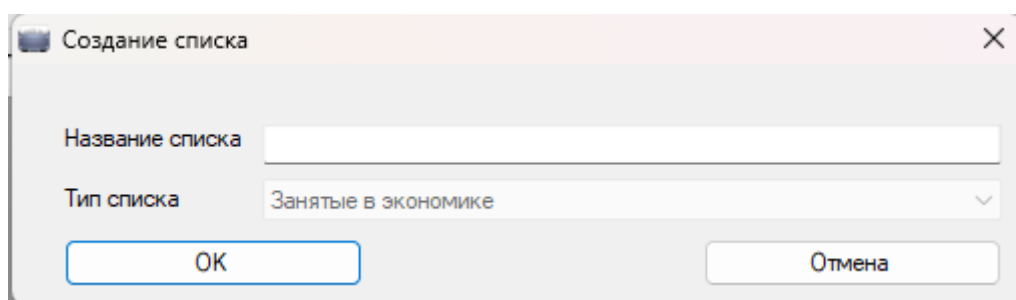 Создание списка
Название списка
Тип списка Занятые в экономике
OK Отмена